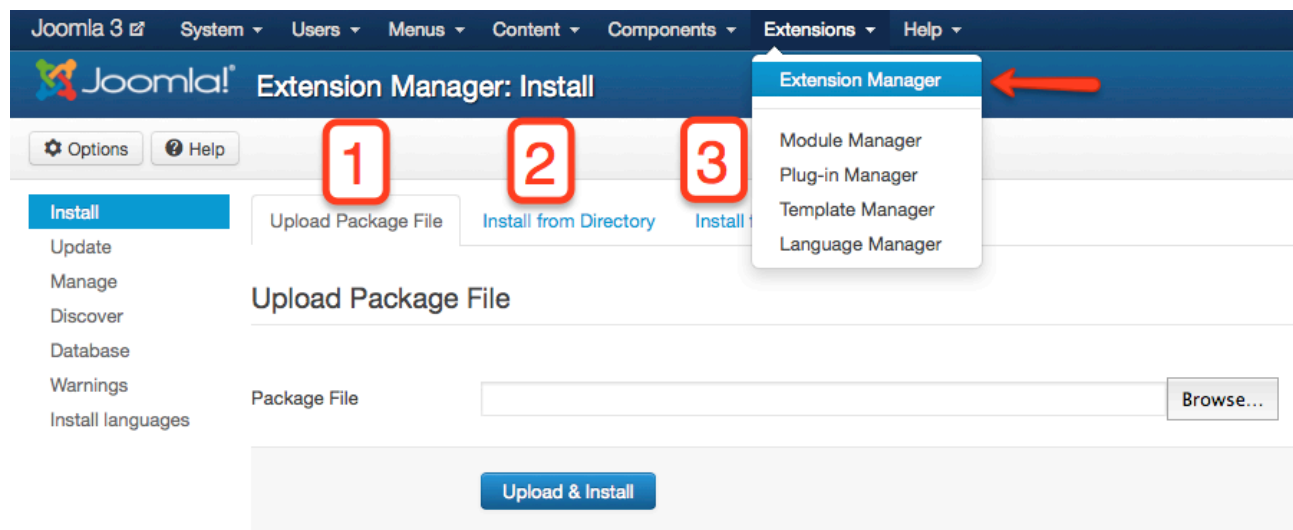 Joomla 3 System Users Menus Content Components Extensions Help
Joomla!® Extension Manager: Install
Extension Manager
Options Help
1 2 3
Module Manager
Plug-in Manager
Template Manager
Language Manager
Install
Update
Manage
Discover
Database
Warnings
Install languages
Upload Package File Install from Directory Install
Upload Package File
Package File Browse...
Upload & Install